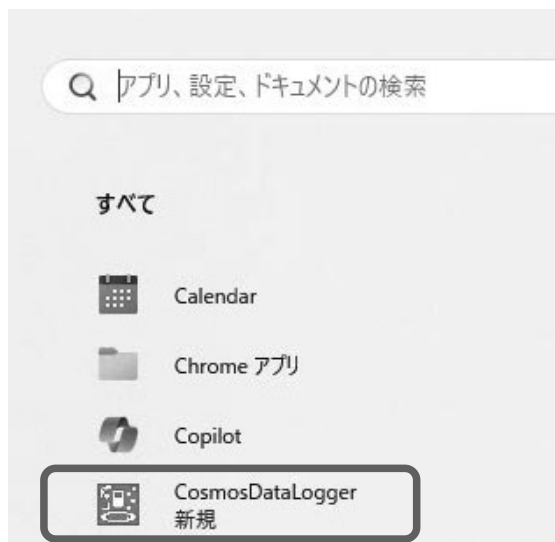 アプリ、設定、ドキュメントの検索
すべて
Calendar
Chrome アプリ
Copilot
CosmosDataLogger
新規